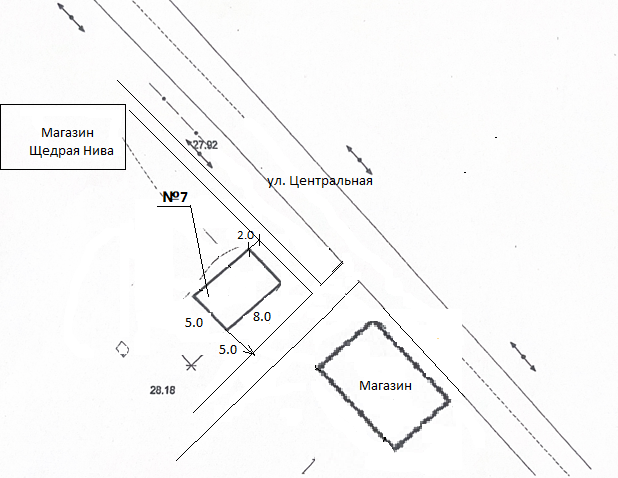 27.92
Магазин
Щедрая Нива
ул. Центральная
№7
2.0
5.0
8.0
5.0
28.18
Магазин